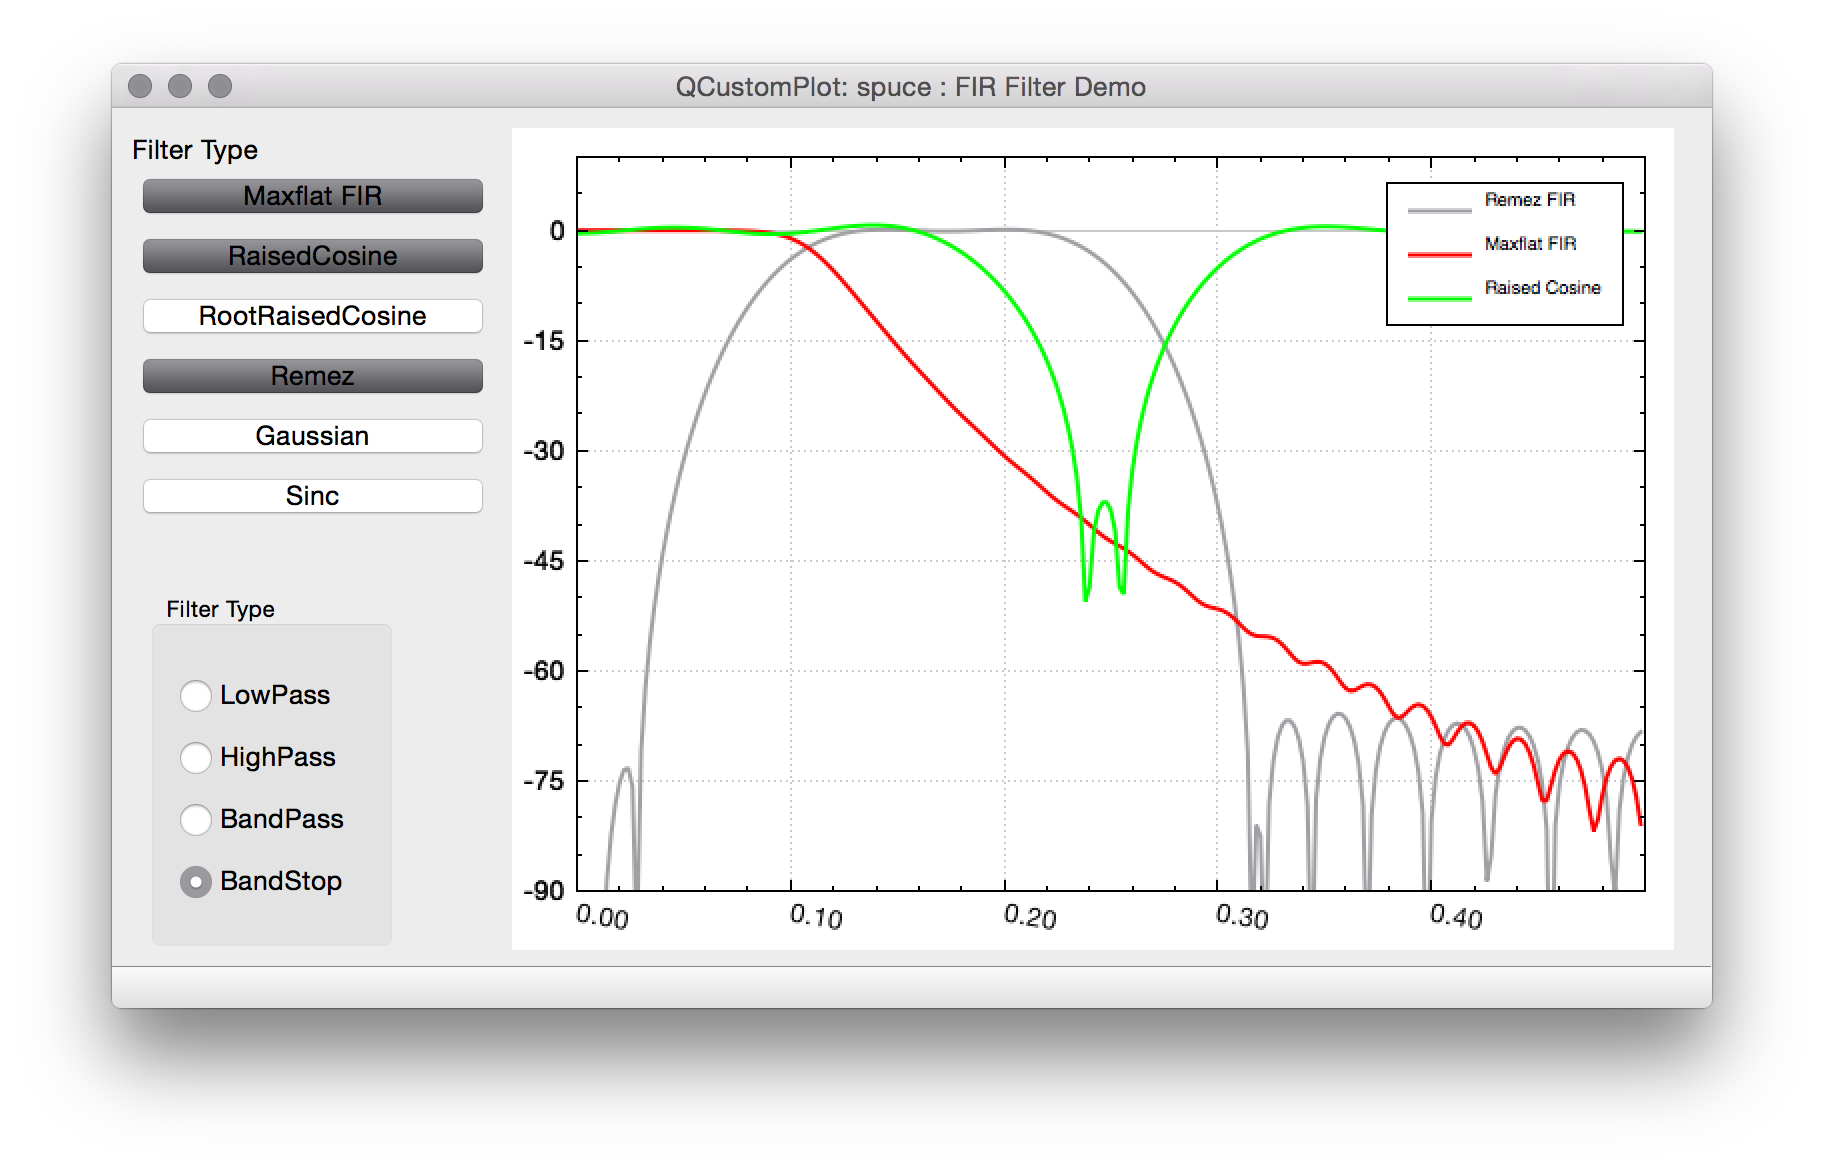 QCustomPlot: spuce : FIR Filter Demo
Filter Type
Maxflat FIR
RaisedCosine
RootRaisedCosine
Remez
Gaussian
Sinc
Filter Type
LowPass
HighPass
BandPass
BandStop
0
-15
-30
-45
-60
-75
-90
0.00
0.10
0.20
0.30
0.40
Remez FIR
Maxflat FIR
Raised Cosine